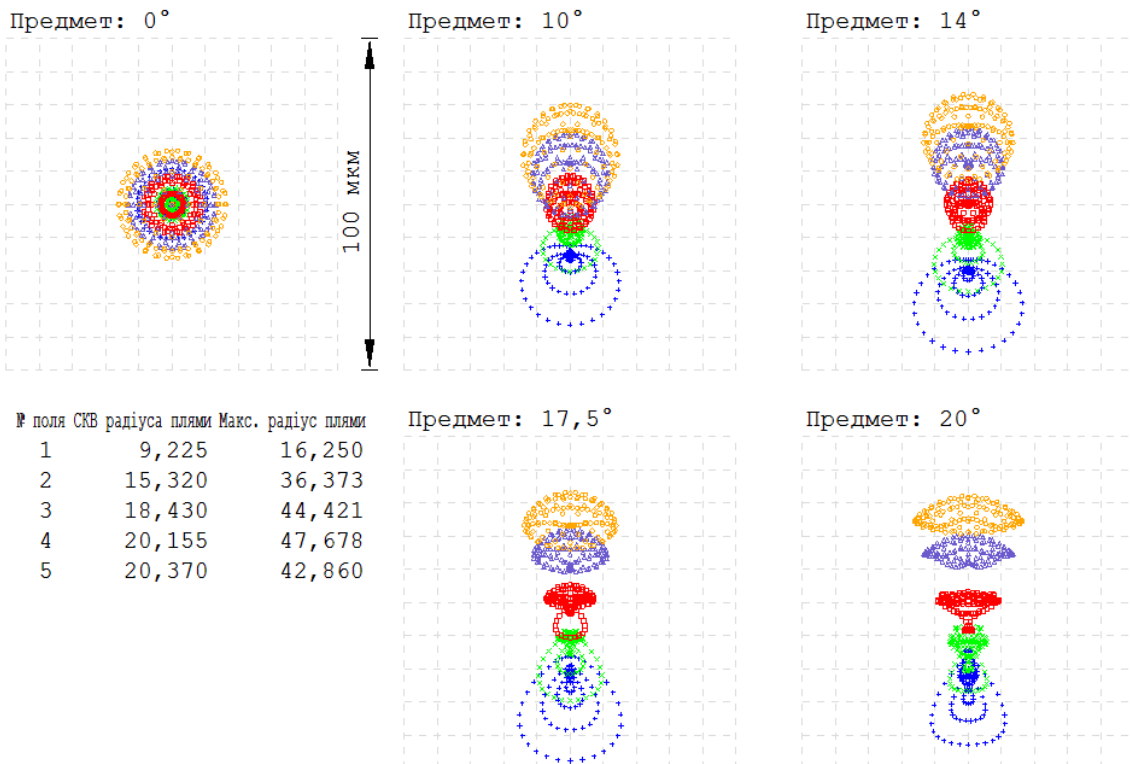 Предмет: 0°
Предмет: 10°
Предмет: 14°
100 мкм
№ поля СКВ радіуса плями Макс. радіус плями
1 9,225 16,250
2 15,320 36,373
3 18,430 44,421
4 20,155 47,678
5 20,370 42,860
Предмет: 17,5°
Предмет: 20°